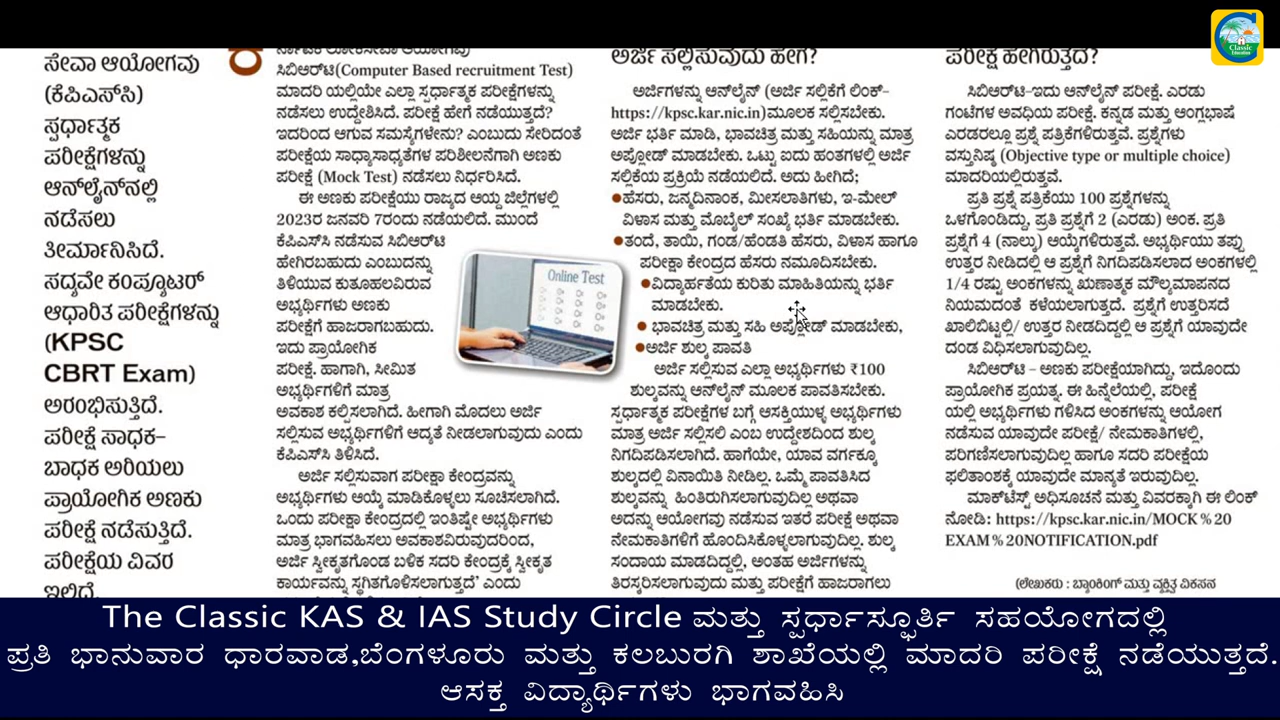 ಸೇವಾ ಆಯೋಗವು
(ಕೆಪಿಎಸ್‌ಸಿ)
ಸ್ಪರ್ಧಾತ್ಮಕ
ಪರೀಕ್ಷೆಗಳನ್ನು
ಆನ್‌ಲೈನ್‌ನಲ್ಲಿ
ನಡೆಸಲು
ತೀರ್ಮಾನಿಸಿದೆ.
ಸದ್ಯವೇ ಕಂಪ್ಯೂಟರ್
ಆಧಾರಿತ ಪರೀಕ್ಷೆಗಳನ್ನು
(KPSC
CBRT Exam)
ಆರಂಭಿಸುತ್ತಿದೆ.
ಪರೀಕ್ಷೆ ಸಾಧಕ–
ಬಾಧಕ ಅರಿಯಲು
ಪ್ರಾಯೋಗಿಕ ಅಣಕು
ಪರೀಕ್ಷೆ ನಡೆಸುತ್ತಿದೆ.
ಪರೀಕ್ಷೆಯ ವಿವರ
ಇಲ್ಲಿದೆ.
ಸಿಬಿಆರ್‌ಟಿ(Computer Based recruitment Test)
ಮಾದರಿ ಯಲ್ಲಿಯೇ ಎಲ್ಲಾ ಸ್ಪರ್ಧಾತ್ಮಕ ಪರೀಕ್ಷೆಗಳನ್ನು
ನಡೆಸಲು ಉದ್ದೇಶಿಸಿದೆ. ಪರೀಕ್ಷೆ ಹೇಗೆ ನಡೆಯುತ್ತದೆ?
ಇದರಿಂದ ಆಗುವ ಸಮಸ್ಯೆಗಳೇನು? ಎಂಬುದು ಸೇರಿದಂತೆ
ಪರೀಕ್ಷೆಯ ಸಾಧ್ಯಾಸಾಧ್ಯತೆಗಳ ಪರಿಶೀಲನೆಗಾಗಿ ಅಣಕು
ಪರೀಕ್ಷೆ (Mock Test) ನಡೆಸಲು ನಿರ್ಧರಿಸಿದೆ.
ಈ ಅಣಕು ಪರೀಕ್ಷೆಯು ರಾಜ್ಯದ ಆಯ್ದ ಜಿಲ್ಲೆಗಳಲ್ಲಿ
2023ರ ಜನವರಿ 7ರಂದು ನಡೆಯಲಿದೆ. ಮುಂದೆ
ಕೆಪಿಎಸ್‌ಸಿ ನಡೆಸುವ ಸಿಬಿಆರ್‌ಟಿ
ಹೇಗಿರಬಹುದು ಎಂಬುದನ್ನು
ತಿಳಿಯುವ ಕುತೂಹಲವಿರುವ
ಅಭ್ಯರ್ಥಿಗಳು ಅಣಕು
ಪರೀಕ್ಷೆಗೆ ಹಾಜರಾಗಬಹುದು.
ಇದು ಪ್ರಾಯೋಗಿಕ
ಪರೀಕ್ಷೆ. ಹಾಗಾಗಿ, ಸೀಮಿತ
ಅಭ್ಯರ್ಥಿಗಳಿಗೆ ಮಾತ್ರ
ಅವಕಾಶ ಕಲ್ಪಿಸಲಾಗಿದೆ. ಹೀಗಾಗಿ ಮೊದಲು ಅರ್ಜಿ
ಸಲ್ಲಿಸುವ ಅಭ್ಯರ್ಥಿಗಳಿಗೆ ಆದ್ಯತೆ ನೀಡಲಾಗುವುದು ಎಂದು
ಕೆಪಿಎಸ್‌ಸಿ ತಿಳಿಸಿದೆ.
ಅರ್ಜಿ ಸಲ್ಲಿಸುವಾಗ ಪರೀಕ್ಷಾ ಕೇಂದ್ರವನ್ನು
ಅಭ್ಯರ್ಥಿಗಳು ಆಯ್ಕೆ ಮಾಡಿಕೊಳ್ಳಲು ಸೂಚಿಸಲಾಗಿದೆ.
ಒಂದು ಪರೀಕ್ಷಾ ಕೇಂದ್ರದಲ್ಲಿ ಇಂತಿಷ್ಟೇ ಅಭ್ಯರ್ಥಿಗಳು
ಮಾತ್ರ ಭಾಗವಹಿಸಲು ಅವಕಾಶವಿರುವುದರಿಂದ,
ಅರ್ಜಿ ಸ್ವೀಕೃತಗೊಂಡ ಬಳಿಕ ಸದರಿ ಕೇಂದ್ರಕ್ಕೆ ಸ್ವೀಕೃತ
ಕಾರ್ಯವನ್ನು ಸ್ಥಗಿತಗೊಳಿಸಲಾಗುತ್ತದೆ' ಎಂದು
Online Test
ಅರ್ಜಿ ಸಲ್ಲಿಸುವುದು ಹೇಗೆ?
ಅರ್ಜಿಗಳನ್ನು ಆನ್‌ಲೈನ್ (ಅರ್ಜಿ ಸಲ್ಲಿಕೆಗೆ ಲಿಂಕ್–
https://kpsc.kar.nic.in)ಮೂಲಕ ಸಲ್ಲಿಸಬೇಕು.
ಅರ್ಜಿ ಭರ್ತಿ ಮಾಡಿ, ಭಾವಚಿತ್ರ ಮತ್ತು ಸಹಿಯನ್ನು ಮಾತ್ರ
ಅಪ್ಲೋಡ್ ಮಾಡಬೇಕು. ಒಟ್ಟು ಐದು ಹಂತಗಳಲ್ಲಿ ಅರ್ಜಿ
ಸಲ್ಲಿಕೆಯ ಪ್ರಕ್ರಿಯೆ ನಡೆಯಲಿದೆ. ಅದು ಹೀಗಿದೆ;
●ಹೆಸರು, ಜನ್ಮದಿನಾಂಕ, ಮೀಸಲಾತಿಗಳು, ಇ-ಮೇಲ್
ವಿಳಾಸ ಮತ್ತು ಮೊಬೈಲ್ ಸಂಖ್ಯೆ ಭರ್ತಿ ಮಾಡಬೇಕು.
●ತಂದೆ, ತಾಯಿ, ಗಂಡ/ಹೆಂಡತಿ ಹೆಸರು, ವಿಳಾಸ ಹಾಗೂ
ಪರೀಕ್ಷಾ ಕೇಂದ್ರದ ಹೆಸರು ನಮೂದಿಸಬೇಕು.
●ವಿದ್ಯಾರ್ಹತೆಯ ಕುರಿತು ಮಾಹಿತಿಯನ್ನು ಭರ್ತಿ
ಮಾಡಬೇಕು.
● ಭಾವಚಿತ್ರ ಮತ್ತು ಸಹಿ ಅಪ್ಲೋಡ್ ಮಾಡಬೇಕು,
●ಅರ್ಜಿ ಶುಲ್ಕ ಪಾವತಿ
ಅರ್ಜಿ ಸಲ್ಲಿಸುವ ಎಲ್ಲಾ ಅಭ್ಯರ್ಥಿಗಳು ₹100
ಶುಲ್ಕವನ್ನು ಆನ್‌ಲೈನ್ ಮೂಲಕ ಪಾವತಿಸಬೇಕು.
ಸ್ಪರ್ಧಾತ್ಮಕ ಪರೀಕ್ಷೆಗಳ ಬಗ್ಗೆ ಆಸಕ್ತಿಯುಳ್ಳ ಅಭ್ಯರ್ಥಿಗಳು
ಮಾತ್ರ ಅರ್ಜಿ ಸಲ್ಲಿಸಲಿ ಎಂಬ ಉದ್ದೇಶದಿಂದ ಶುಲ್ಕ
ನಿಗದಿಪಡಿಸಲಾಗಿದೆ. ಹಾಗೆಯೇ, ಯಾವ ವರ್ಗಕ್ಕೂ
ಶುಲ್ಕದಲ್ಲಿ ವಿನಾಯಿತಿ ನೀಡಿಲ್ಲ. ಒಮ್ಮೆ ಪಾವತಿಸಿದ
ಶುಲ್ಕವನ್ನು ಹಿಂತಿರುಗಿಸಲಾಗುವುದಿಲ್ಲ ಅಥವಾ
ಅದನ್ನು ಆಯೋಗವು ನಡೆಸುವ ಇತರೆ ಪರೀಕ್ಷೆ ಅಥವಾ
ನೇಮಕಾತಿಗಳಿಗೆ ಹೊಂದಿಸಿಕೊಳ್ಳಲಾಗುವುದಿಲ್ಲ. ಶುಲ್ಕ
ಸಂದಾಯ ಮಾಡದಿದ್ದಲ್ಲಿ, ಅಂತಹ ಅರ್ಜಿಗಳನ್ನು
ತಿರಸ್ಕರಿಸಲಾಗುವುದು ಮತ್ತು ಪರೀಕ್ಷೆಗೆ ಹಾಜರಾಗಲು
ಪರೀಕ್ಷೆ ಹೇಗಿರುತ್ತದೆ?
ಸಿಬಿಆರ್‌ಟಿ–ಇದು ಆನ್‌ಲೈನ್ ಪರೀಕ್ಷೆ. ಎರಡು
ಗಂಟೆಗಳ ಅವಧಿಯ ಪರೀಕ್ಷೆ. ಕನ್ನಡ ಮತ್ತು ಆಂಗ್ಲಭಾಷೆ
ಎರಡರಲ್ಲೂ ಪ್ರಶ್ನೆ ಪತ್ರಿಕೆಗಳಿರುತ್ತವೆ. ಪ್ರಶ್ನೆಗಳು
ವಸ್ತುನಿಷ್ಠ (Objective type or multiple choice)
ಮಾದರಿಯಲ್ಲಿರುತ್ತವೆ.
ಪ್ರತಿ ಪ್ರಶ್ನೆ ಪತ್ರಿಕೆಯು 100 ಪ್ರಶ್ನೆಗಳನ್ನು
ಒಳಗೊಂಡಿದ್ದು, ಪ್ರತಿ ಪ್ರಶ್ನೆಗೆ 2 (ಎರಡು) ಅಂಕ. ಪ್ರತಿ
ಪ್ರಶ್ನೆಗೆ 4 (ನಾಲ್ಕು) ಆಯ್ಕೆಗಳಿರುತ್ತವೆ. ಅಭ್ಯರ್ಥಿಯು ತಪ್ಪು
ಉತ್ತರ ನೀಡಿದಲ್ಲಿ ಆ ಪ್ರಶ್ನೆಗೆ ನಿಗದಿಪಡಿಸಲಾದ ಅಂಕಗಳಲ್ಲಿ
1/4 ರಷ್ಟು ಅಂಕಗಳನ್ನು ಋಣಾತ್ಮಕ ಮೌಲ್ಯಮಾಪನದ
ನಿಯಮದಂತೆ ಕಳೆಯಲಾಗುತ್ತದೆ. ಪ್ರಶ್ನೆಗೆ ಉತ್ತರಿಸದೆ
ಖಾಲಿಬಿಟ್ಟಲ್ಲಿ/ ಉತ್ತರ ನೀಡದಿದ್ದಲ್ಲಿ ಆ ಪ್ರಶ್ನೆಗೆ ಯಾವುದೇ
ದಂಡ ವಿಧಿಸಲಾಗುವುದಿಲ್ಲ.
ಸಿಬಿಆರ್‌ಟಿ – ಅಣಕು ಪರೀಕ್ಷೆಯಾಗಿದ್ದು, ಇದೊಂದು
ಪ್ರಾಯೋಗಿಕ ಪ್ರಯತ್ನ. ಈ ಹಿನ್ನೆಲೆಯಲ್ಲಿ, ಪರೀಕ್ಷೆ
ಯಲ್ಲಿ ಅಭ್ಯರ್ಥಿಗಳು ಗಳಿಸಿದ ಅಂಕಗಳನ್ನು ಆಯೋಗ
ನಡೆಸುವ ಯಾವುದೇ ಪರೀಕ್ಷೆ/ ನೇಮಕಾತಿಗಳಲ್ಲಿ,
ಪರಿಗಣಿಸಲಾಗುವುದಿಲ್ಲ ಹಾಗೂ ಸದರಿ ಪರೀಕ್ಷೆಯ
ಫಲಿತಾಂಶಕ್ಕೆ ಯಾವುದೇ ಮಾನ್ಯತೆ ಇರುವುದಿಲ್ಲ.
ಮಾಕ್‌ಟೆಸ್ಟ್ ಅಧಿಸೂಚನೆ ಮತ್ತು ವಿವರಕ್ಕಾಗಿ ಈ ಲಿಂಕ್
ನೋಡಿ: https://kpsc.kar.nic.in/MOCK%20
EXAM%20NOTIFICATION.pdf
(ಲೇಖಕರು : ಬ್ಯಾಂಕಿಂಗ್ ಮತ್ತು ವ್ಯಕ್ತಿತ್ವ ವಿಕಸನ
Classic
Education
The Classic KAS & IAS Study Circle ಮತ್ತು ಸ್ಪರ್ಧಾಸ್ಫೂರ್ತಿ ಸಹಯೋಗದಲ್ಲಿ
ಪ್ರತಿ ಭಾನುವಾರ ಧಾರವಾಡ,ಬೆಂಗಳೂರು ಮತ್ತು ಕಲಬುರಗಿ ಶಾಖೆಯಲ್ಲಿ ಮಾದರಿ ಪರೀಕ್ಷೆ ನಡೆಯುತ್ತದೆ.
ಆಸಕ್ತ ವಿದ್ಯಾರ್ಥಿಗಳು ಭಾಗವಹಿಸಿ